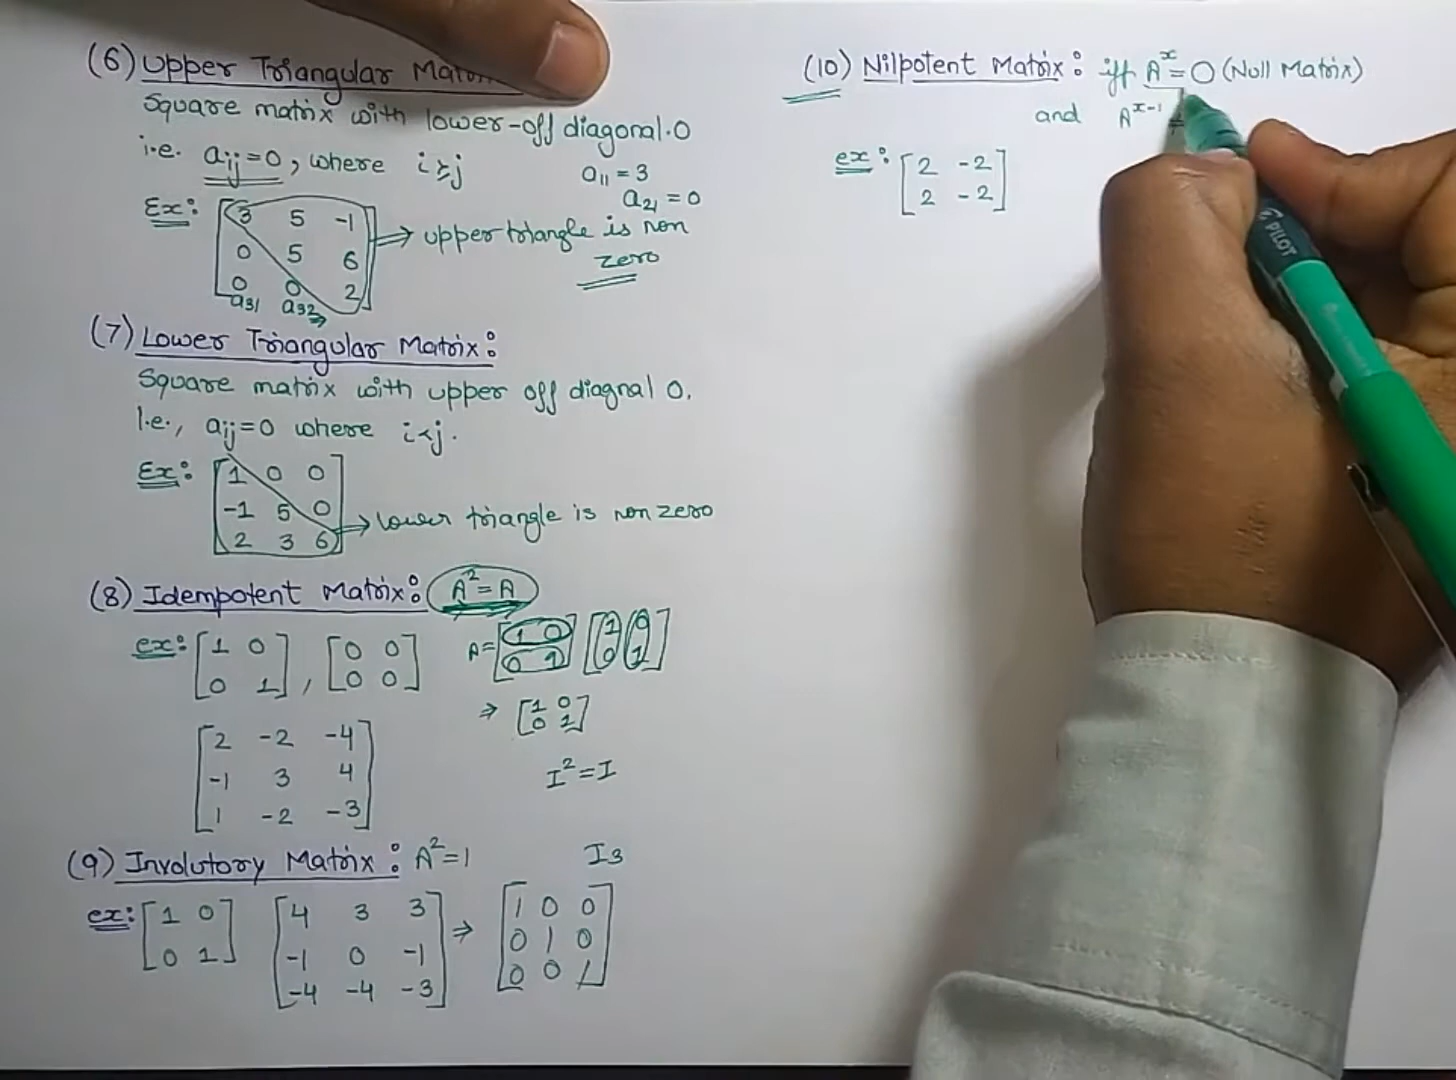 (6) Upper Triangular Matri
Square matrix with lower-off diagonal 0
i.e. aij=0, where i≥j
a11 = 3
a21 = 0
Ex: [3 5 -1
0 5 6
0 0 2]
a31 a32
⇒ upper triangle is non
zero
(7) Lower Triangular Matrix:
Square matrix with upper off diagnal 0.
I.e., aij=0 where i<j.
Ex: [1 0 0
-1 5 0
2 3 6]
⇒ lower triangle is non zero
(8) Idempotent Matrix: A²=A
ex: [1 0
0 1], [0 0
0 0]
A= [1 0
0 1] [1 0
0 1]
⇒ [1 0
0 1]
[2 -2 -4
-1 3 4
1 -2 -3]
I²=I
(9) Involutory Matrix: A²=1
I3
ex: [1 0
0 1] [4 3 3
-1 0 -1
-4 -4 -3] ⇒ [1 0 0
0 1 0
0 0 1]
(10) Nilpotent Matrix: iff Aˣ=0 (Null Matrix)
and Aˣ⁻¹
ex: [2 -2
2 -2]
PILOT